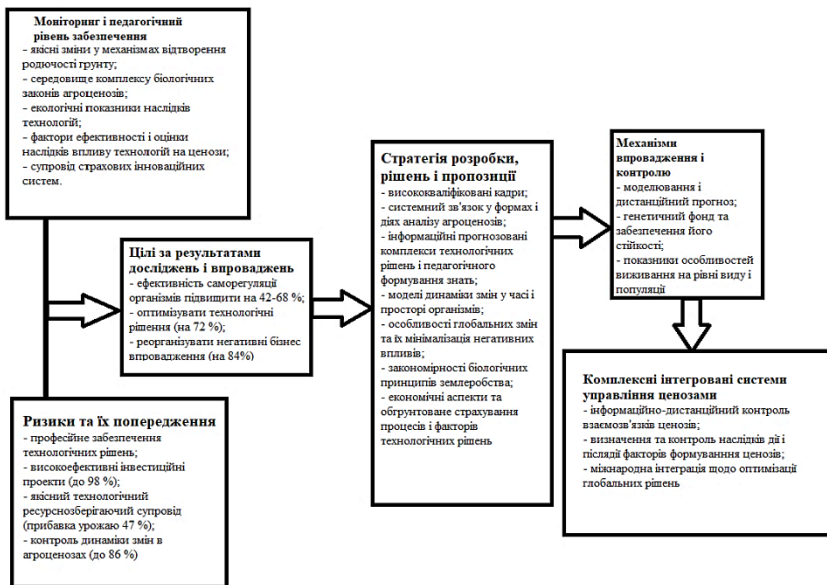 Моніторинг і педагогічний
рівень забезпечення
- якісні зміни у механізмах відтворення
родючості грунту;
- середовище комплексу біологічних
законів агроценозів;
- екологічні показники наслідків
технологій;
- фактори ефективності і оцінки
наслідків впливу технологій на ценози;
- супровід страхових інноваційних
систем.
Цілі за результатами
досліджень і впроваджень
- ефективність саморегуляції
організмів підвищити на 42-68 %;
- оптимізувати технологічні
рішення (на 72 %);
- реорганізувати негативні бізнес
впровадження (на 84%)
Ризики та їх попередження
- професійне забезпечення
технологічних рішень;
- високоефективні інвестиційні
проекти (до 98 %);
- якісний технологічний
ресурснозберігаючий супровід
(прибавка урожаю 47 %);
- контроль динаміки змін в
агроценозах (до 86 %)
Стратегія розробки,
рішень і пропозиції
- висококваліфіковані кадри;
- системний зв'язок у формах і
діях аналізу агроценозів;
- інформаційні прогнозовані
комплекси технологічних
рішень і педагогічного
формування знать;
- моделі динаміки змін у часі і
просторі організмів;
- особливості глобальних змін
та їх мінімалізація негативних
впливів;
- закономірності біологічних
принципів землеробства;
- економічні аспекти та
обгрунтоване страхування
процесів і факторів
технологічних рішень
Механізми
впровадження і
контролю
- моделювання і
дистанційний прогноз;
- генетичний фонд та
забезпечення його
стійкості;
- показники особливостей
виживання на рівні виду і
популяції
Комплексні інтегровані системи
управління ценозами
- інформаційно-дистанційний контроль
взаємозв'язків ценозів;
- визначення та контроль наслідків дії і
післядії факторів формуванння ценозів;
- міжнародна інтеграція щодо оптимізації
глобальних рішень